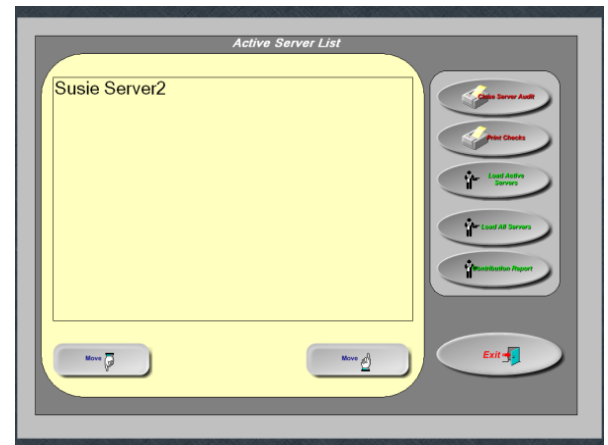 Active Server List
Susie Server2
Close Server Audit
Print Checks
Load Active
Servers
Load All Servers
Contribution Report
Move
Move
Exit